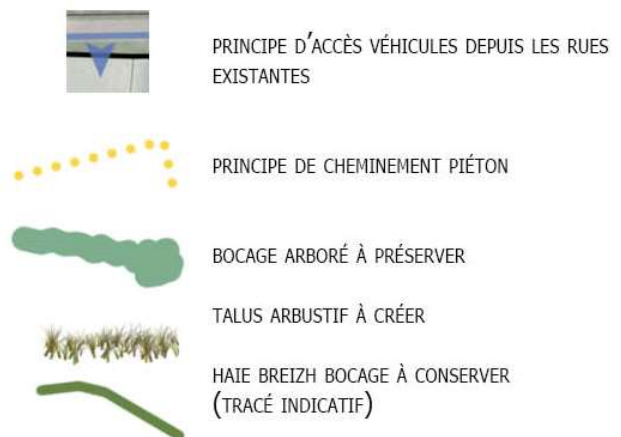 PRINCIPE D'ACCÈS VÉHICULES DEPUIS LES RUES
EXISTANTES
PRINCIPE DE CHEMINEMENT PIÉTON
BOCAGE ARBORÉ À PRÉSERVER
TALUS ARBUSTIF À CRÉER
HAIE BREIZH BOCAGE À CONSERVER
(TRACÉ INDICATIF)